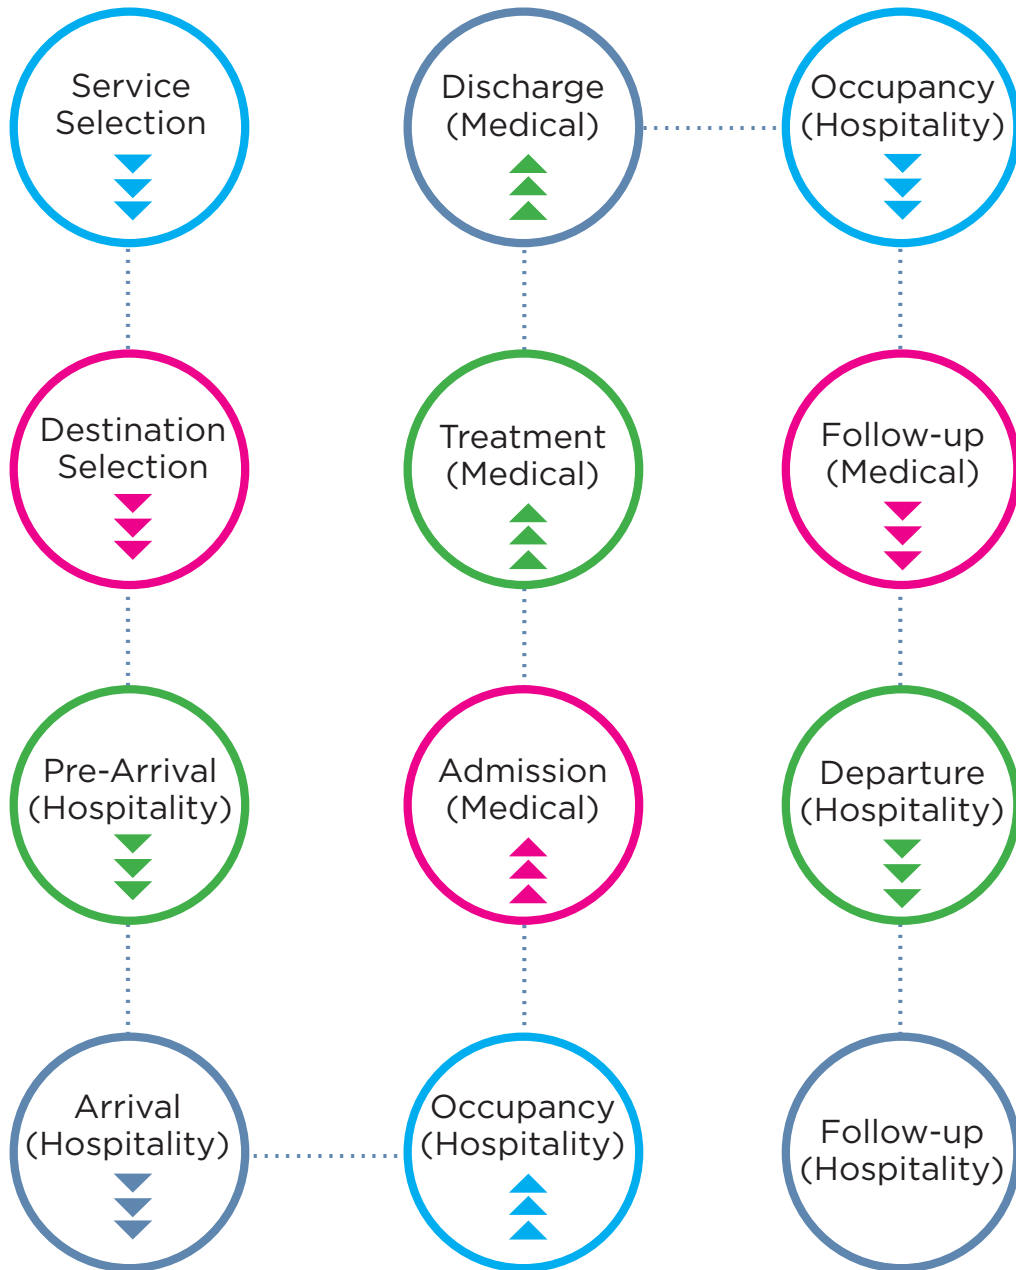 Service
Selection
Destination
Selection
Pre-Arrival
(Hospitality)
Arrival
(Hospitality)
Occupancy
(Hospitality)
Admission
(Medical)
Treatment
(Medical)
Discharge
(Medical)
Occupancy
(Hospitality)
Follow-up
(Medical)
Departure
(Hospitality)
Follow-up
(Hospitality)